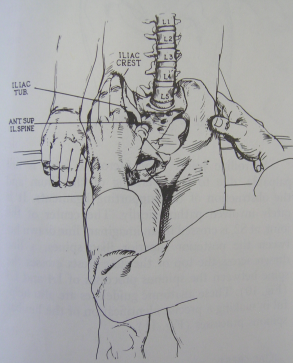 L1
L2
L3
L4
L5
ILIAC
CREST
ILIAC
TUB.
ANT SUP
IL SPINE